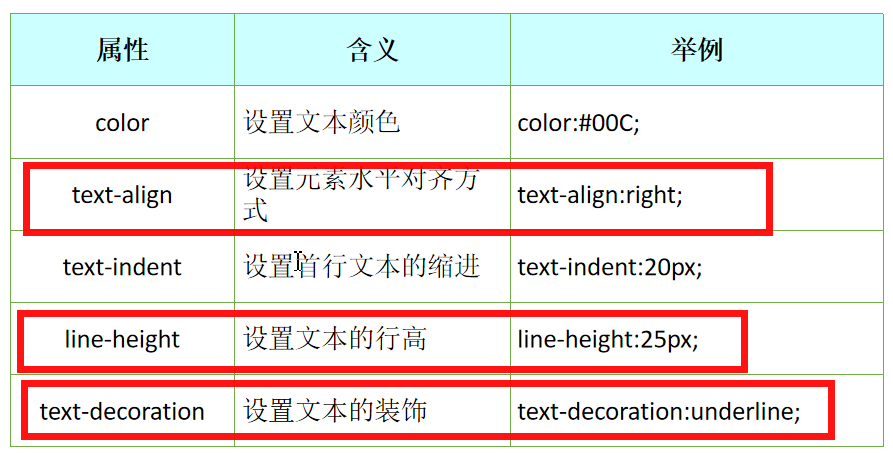 属性 含义 举例
color 设置文本颜色 color:#00C;
text-align 设置元素水平对齐方式 text-align:right;
text-indent 设置首行文本的缩进 text-indent:20px;
line-height 设置文本的行高 line-height:25px;
text-decoration 设置文本的装饰 text-decoration:underline;